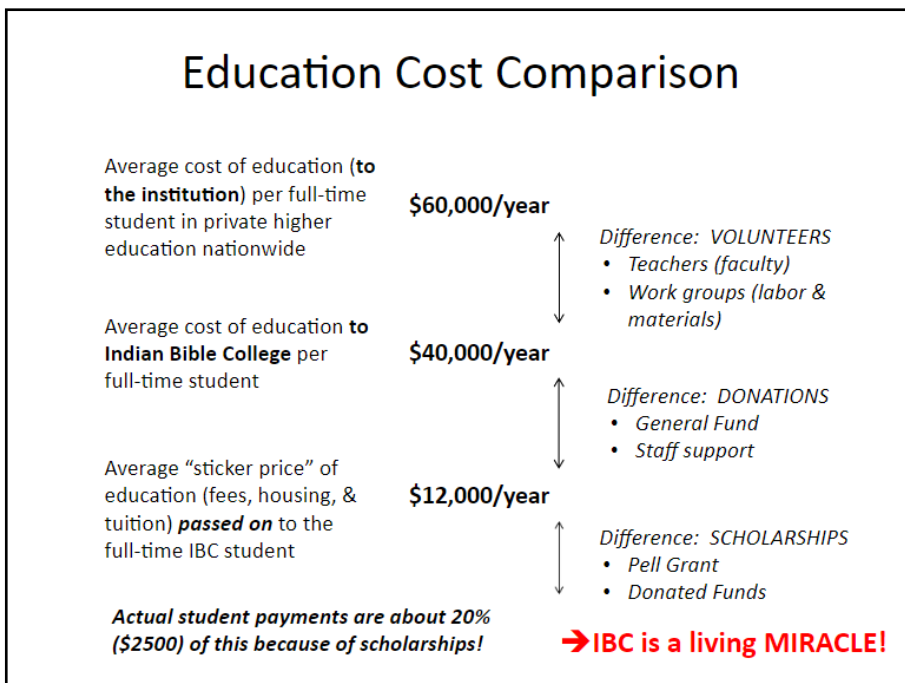 Education Cost Comparison
Average cost of education (to
the institution) per full-time
student in private higher
education nationwide
$60,000/year
Difference: VOLUNTEERS
• Teachers (faculty)
• Work groups (labor &
materials)
Average cost of education to
Indian Bible College per
full-time student
$40,000/year
Difference: DONATIONS
• General Fund
• Staff support
Average “sticker price” of
education (fees, housing, &
tuition) passed on to the
full-time IBC student
$12,000/year
Difference: SCHOLARSHIPS
• Pell Grant
• Donated Funds
Actual student payments are about 20%
($2500) of this because of scholarships!
➔IBC is a living MIRACLE!